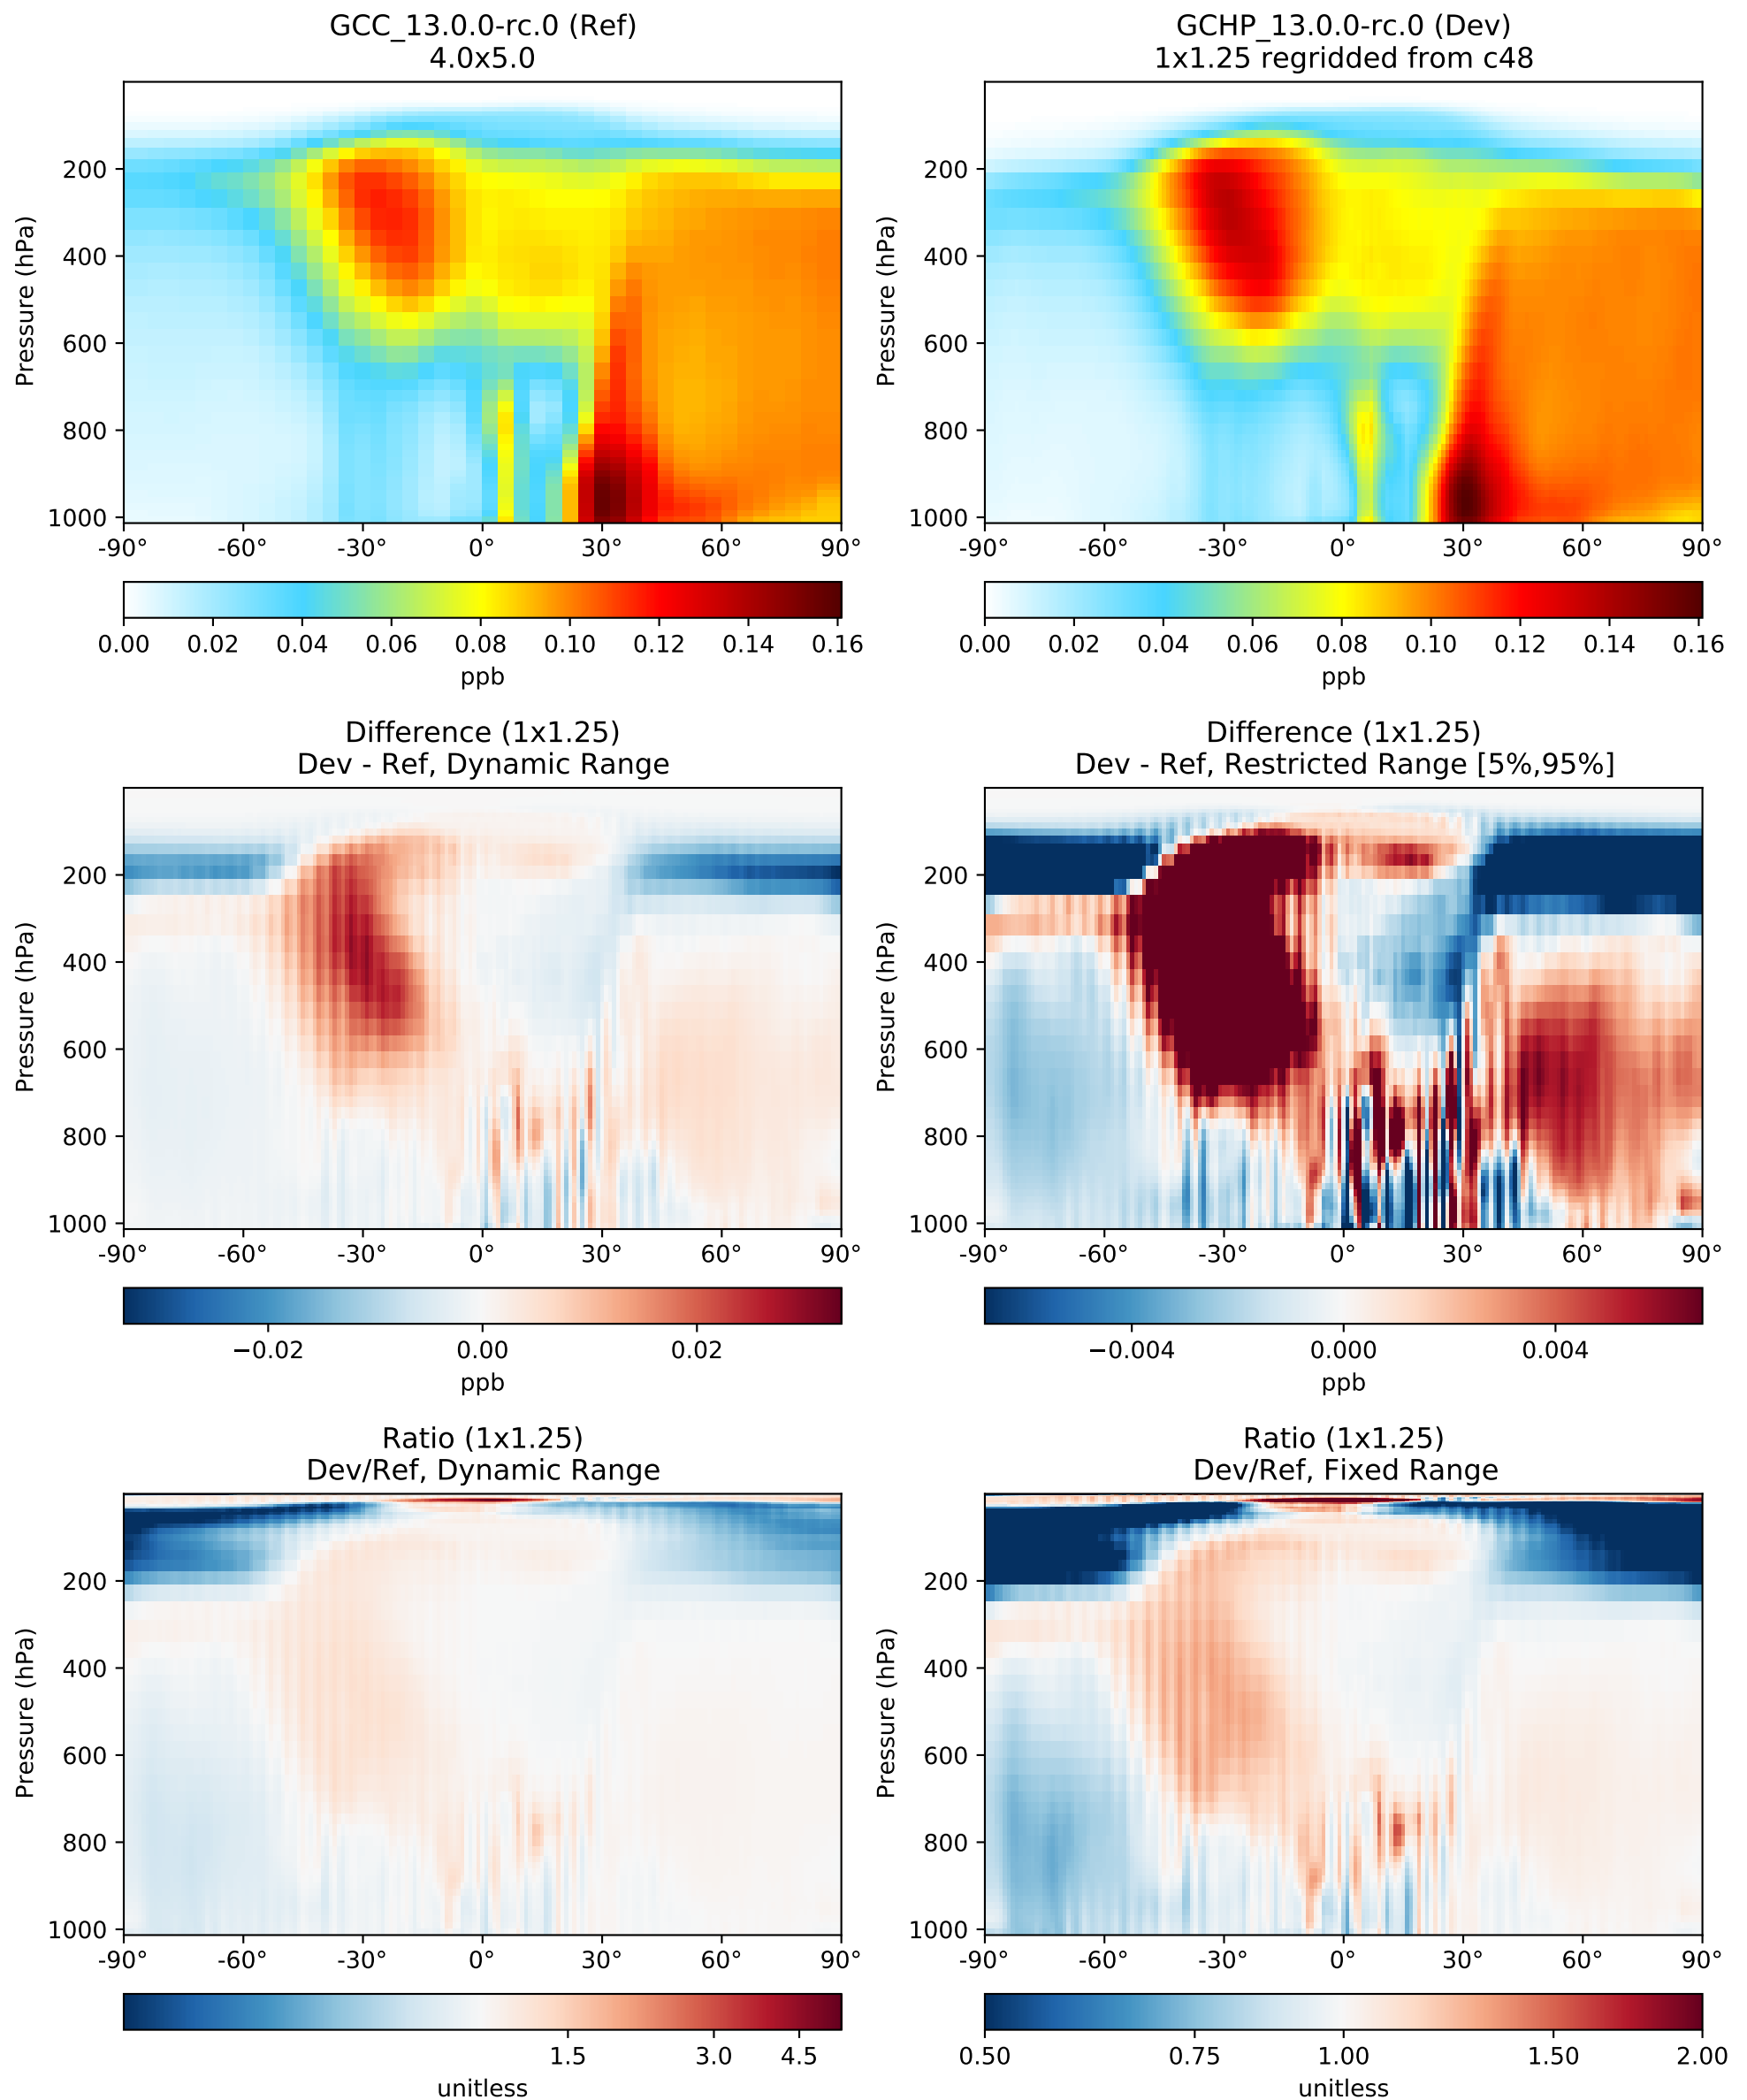 GCC_13.0.0-rc.0 (Ref)
4.0x5.0
GCHP_13.0.0-rc.0 (Dev)
1x1.25 regridded from c48
Pressure (hPa)
200
400
600
800
1000
-90° -60° -30° 0° 30° 60° 90°
0.00 0.02 0.04 0.06 0.08 0.10 0.12 0.14 0.16
ppb
Pressure (hPa)
200
400
600
800
1000
-90° -60° -30° 0° 30° 60° 90°
0.00 0.02 0.04 0.06 0.08 0.10 0.12 0.14 0.16
ppb
Difference (1x1.25)
Dev - Ref, Dynamic Range
Pressure (hPa)
200
400
600
800
1000
-90° -60° -30° 0° 30° 60° 90°
−0.02 0.00 0.02
ppb
Difference (1x1.25)
Dev - Ref, Restricted Range [5%,95%]
Pressure (hPa)
200
400
600
800
1000
-90° -60° -30° 0° 30° 60° 90°
−0.004 0.000 0.004
ppb
Ratio (1x1.25)
Dev/Ref, Dynamic Range
Pressure (hPa)
200
400
600
800
1000
-90° -60° -30° 0° 30° 60° 90°
1.5 3.0 4.5
unitless
Ratio (1x1.25)
Dev/Ref, Fixed Range
Pressure (hPa)
200
400
600
800
1000
-90° -60° -30° 0° 30° 60° 90°
0.50 0.75 1.00 1.50 2.00
unitless